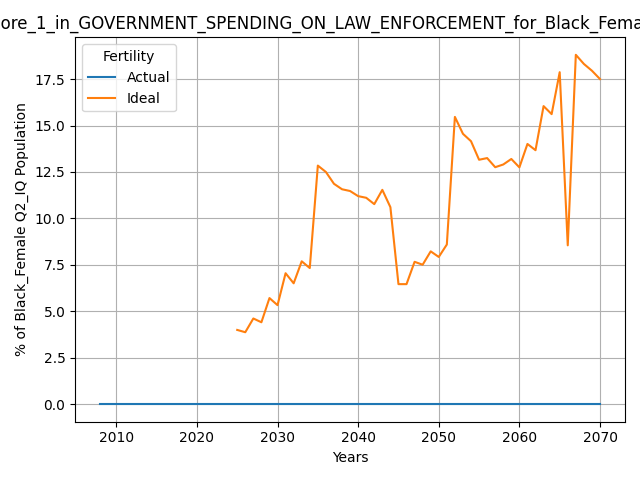 ore_1_in_GOVERNMENT_SPENDING_ON_LAW_ENFORCEMENT_for_Black_Fema
Fertility
Actual
Ideal
% of Black_Female Q2_IQ Population
17.5
15.0
12.5
10.0
7.5
5.0
2.5
0.0
2010 2020 2030 2040 2050 2060 2070
Years